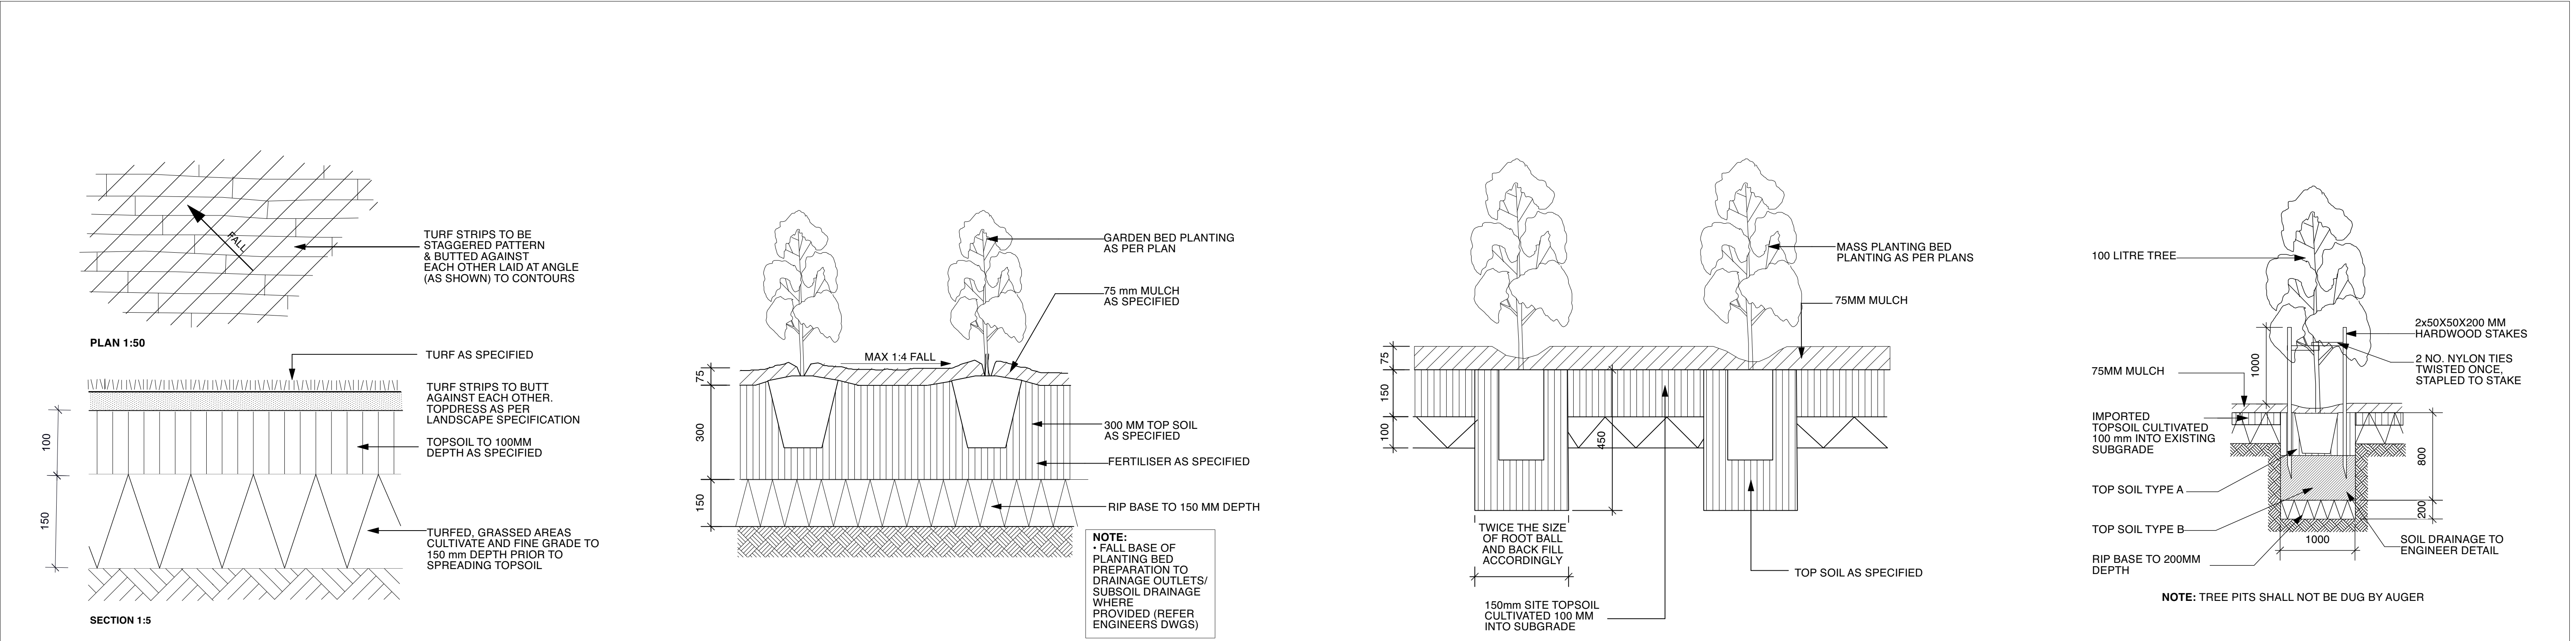 FALL
TURF STRIPS TO BE
STAGGERED PATTERN
& BUTTED AGAINST
EACH OTHER LAID AT ANGLE
(AS SHOWN) TO CONTOURS
PLAN 1:50
TURF AS SPECIFIED
TURF STRIPS TO BUTT
AGAINST EACH OTHER.
TOPDRESS AS PER
LANDSCAPE SPECIFICATION
100
TOPSOIL TO 100MM
DEPTH AS SPECIFIED
150
TURFED, GRASSED AREAS
CULTIVATE AND FINE GRADE TO
150 mm DEPTH PRIOR TO
SPREADING TOPSOIL
SECTION 1:5
GARDEN BED PLANTING
AS PER PLAN
75 mm MULCH
AS SPECIFIED
MAX 1:4 FALL
75
300
300 MM TOP SOIL
AS SPECIFIED
FERTILISER AS SPECIFIED
150
RIP BASE TO 150 MM DEPTH
NOTE:
• FALL BASE OF
PLANTING BED
PREPARATION TO
DRAINAGE OUTLETS/
SUBSOIL DRAINAGE
WHERE
PROVIDED (REFER
ENGINEERS DWGS)
MASS PLANTING BED
PLANTING AS PER PLANS
75MM MULCH
75
150
100
450
TWICE THE SIZE
OF ROOT BALL
AND BACK FILL
ACCORDINGLY
TOP SOIL AS SPECIFIED
150mm SITE TOPSOIL
CULTIVATED 100 MM
INTO SUBGRADE
100 LITRE TREE
2x50X50X200 MM
HARDWOOD STAKES
2 NO. NYLON TIES
TWISTED ONCE,
STAPLED TO STAKE
1000
75MM MULCH
IMPORTED
TOPSOIL CULTIVATED
100 mm INTO EXISTING
SUBGRADE
800
TOP SOIL TYPE A
200
TOP SOIL TYPE B
1000
SOIL DRAINAGE TO
ENGINEER DETAIL
RIP BASE TO 200MM
DEPTH
NOTE: TREE PITS SHALL NOT BE DUG BY AUGER